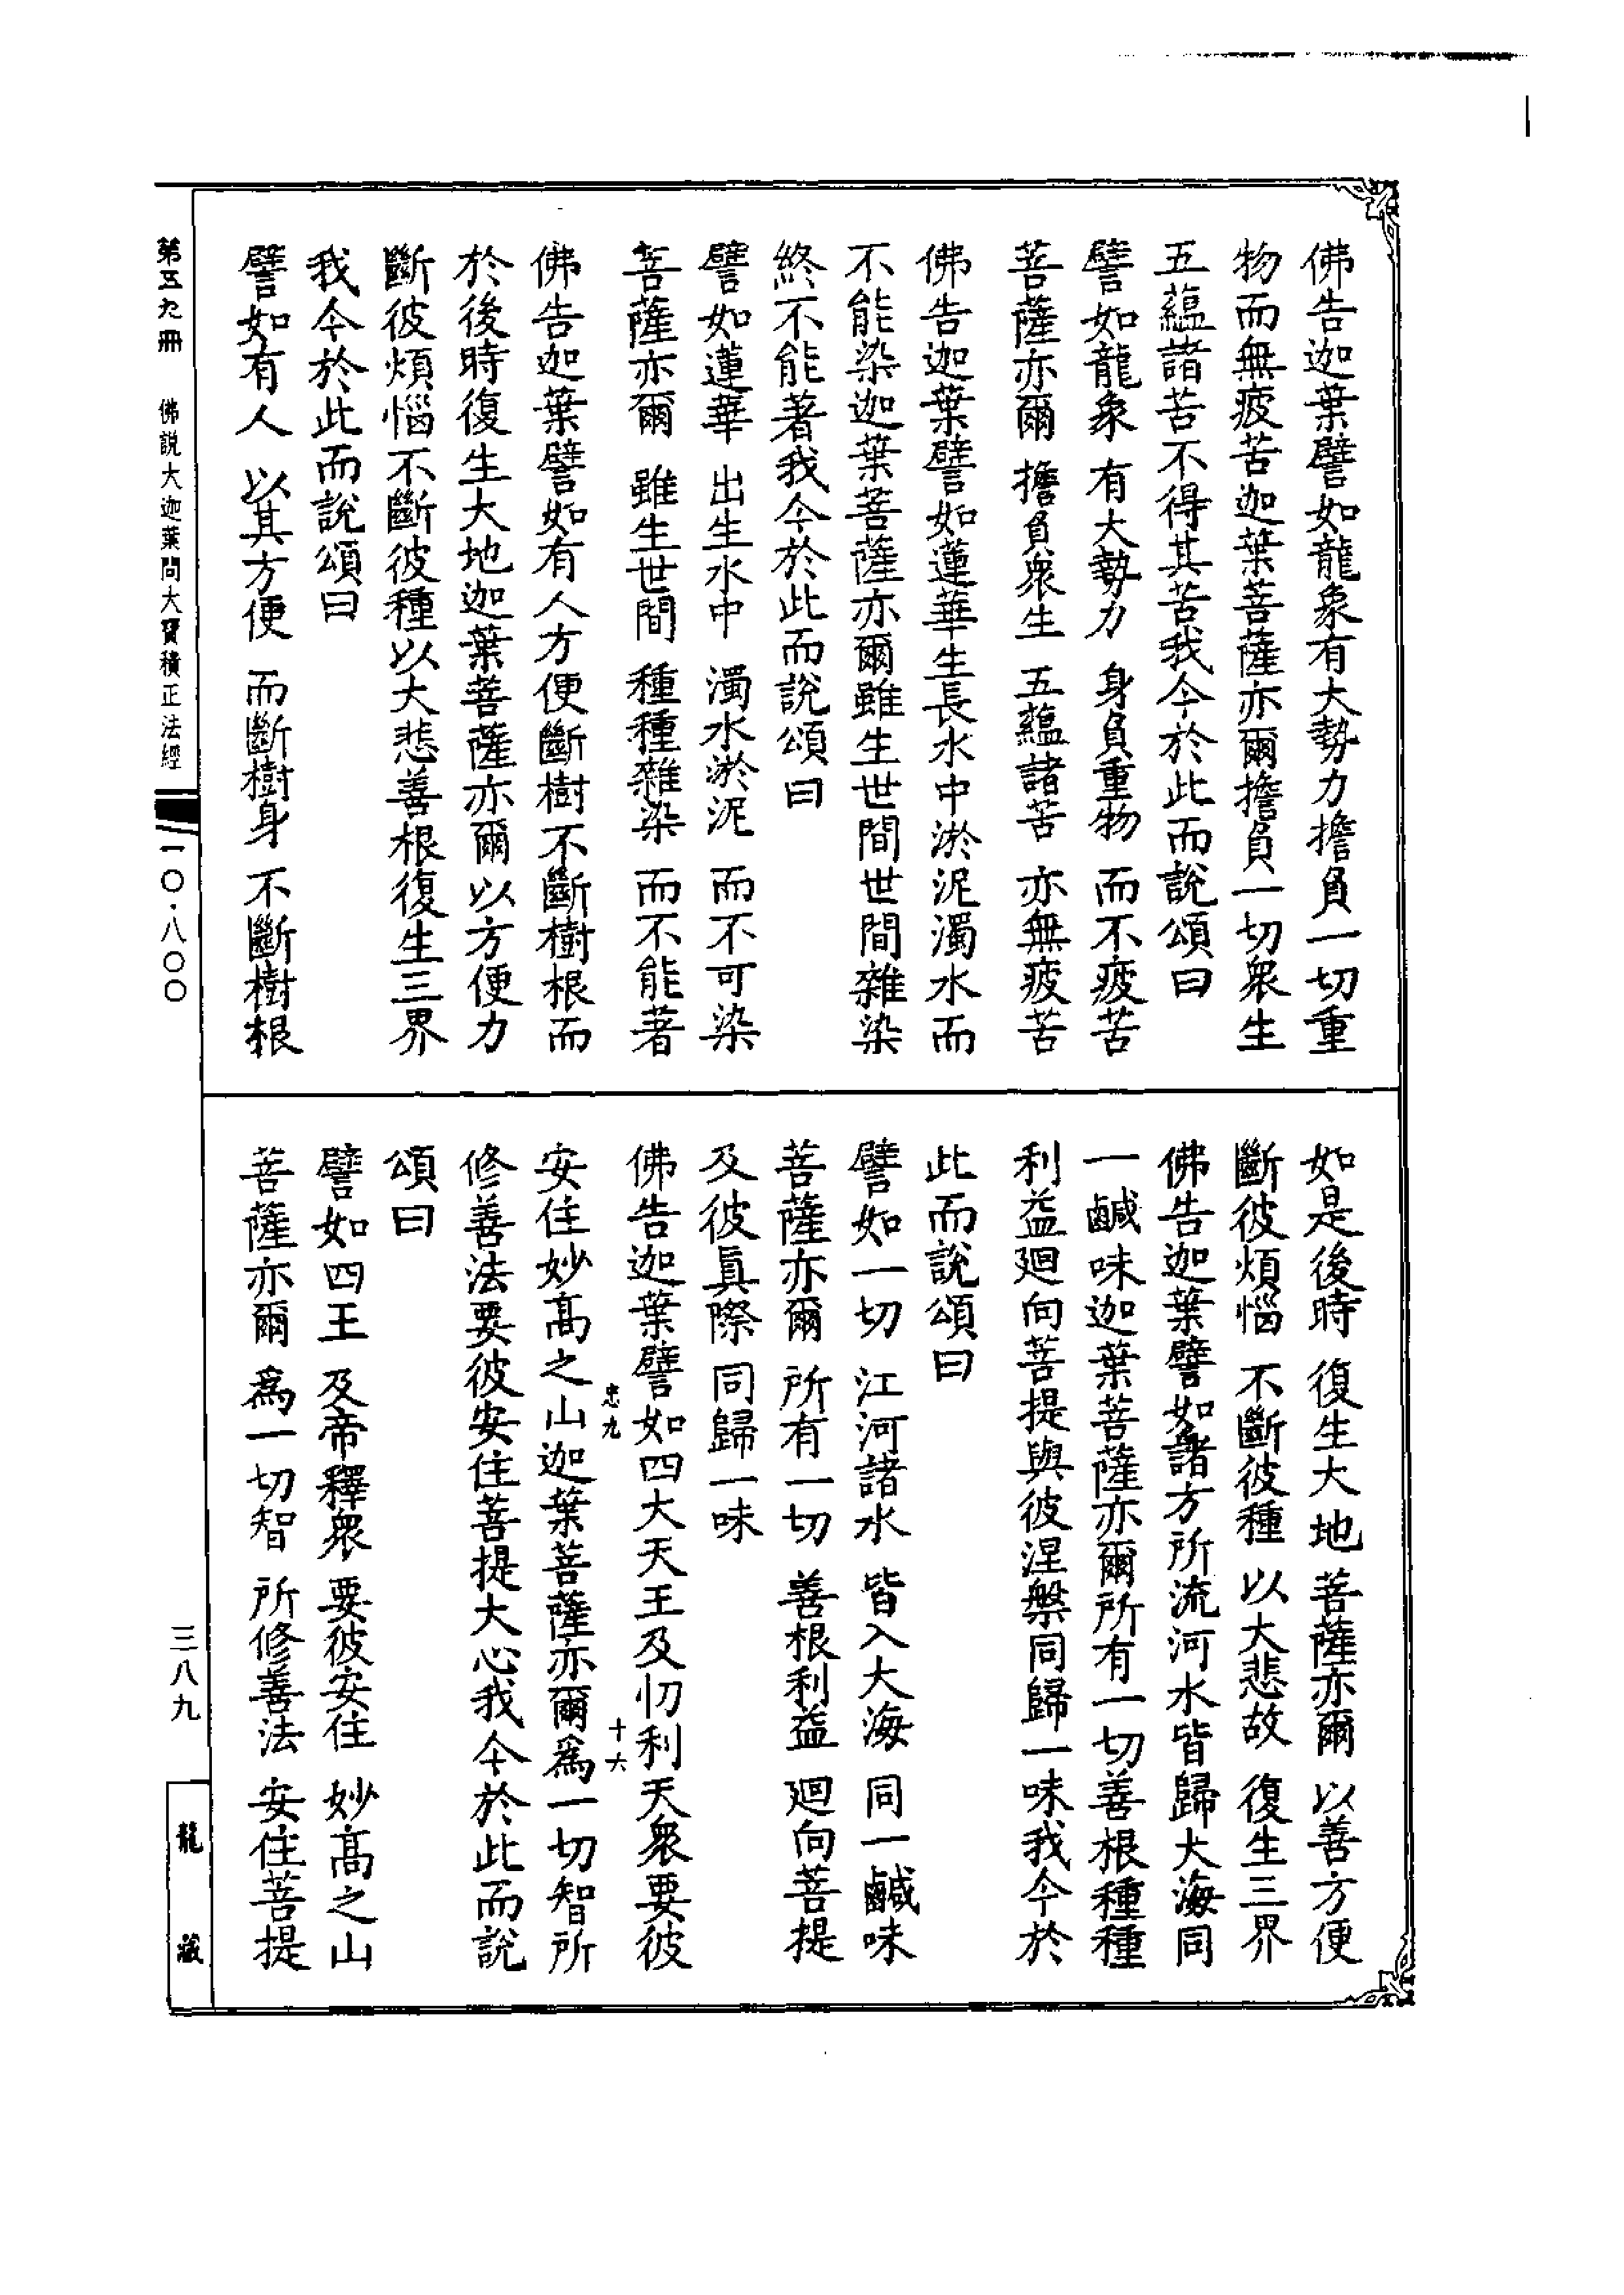 佛告迦葉譬如龍象有大勢力擔負一切重
物而無疲苦迦葉菩薩亦爾擔負一切衆生
五蘊諸苦不得其苦我今於此而說頌曰
譬如龍象　有大勢力　身負重物　而不疲苦
菩薩亦爾　擔負衆生　五蘊諸苦　亦無疲苦
佛告迦葉譬如蓮華生長水中淤泥濁水而
不能染迦葉菩薩亦爾雖生世間世間雜染
終不能著我今於此而說頌曰
譬如蓮華　出生水中　濁水淤泥　而不可染
菩薩亦爾　雖生世間　種種雜染　而不能著
佛告迦葉譬如有人方便斷樹不斷樹根而
於後時復生大地迦葉菩薩亦爾以方便力
斷彼煩惱不斷彼種以大悲善根復生三界
我今於此而說頌曰
譬如有人　以其方便　而斷樹身　不斷樹根
如是後時　復生大地　菩薩亦爾　以善方便
斷彼煩惱　不斷彼種　以大悲故　復生三界
佛告迦葉譬如諸方所流河水皆歸大海同
一鹹味迦葉菩薩亦爾所有一切善根種種
利益迴向菩提與彼涅槃同歸一味我今於
此而說頌曰
譬如一切　江河諸水　皆入大海　同一鹹味
菩薩亦爾　所有一切　善根利益　迴向菩提
及彼眞際　同歸一味
佛告迦葉譬如四大天王及忉利天衆要彼
忠九　十六
安住妙高之山迦葉菩薩亦爾爲一切智所
修善法要彼安住菩提大心我今於此而說
頌曰
譬如四王　及帝釋衆　要彼安住　妙高之山
菩薩亦爾　爲一切智　所修善法　安住菩提
第五九冊　佛說大迦葉問大寶積正法經　一〇·八〇〇　三八九
龍藏